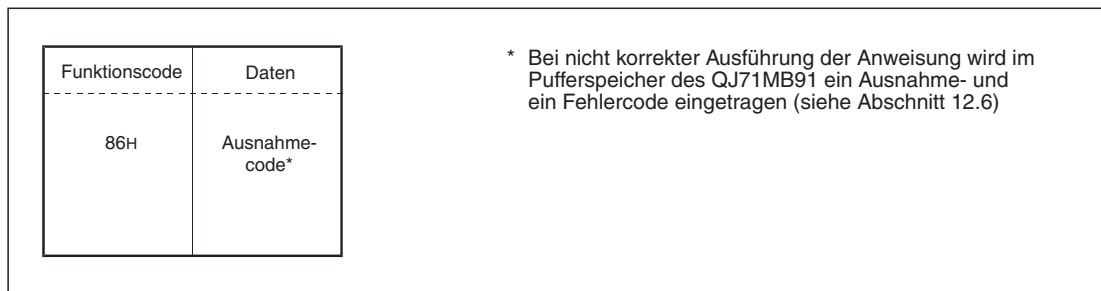 Funktionscode Daten
86H Ausnahme-
code*
* Bei nicht korrekter Ausführung der Anweisung wird im
Pufferspeicher des QJ71MB91 ein Ausnahme- und
ein Fehlercode eingetragen (siehe Abschnitt 12.6)